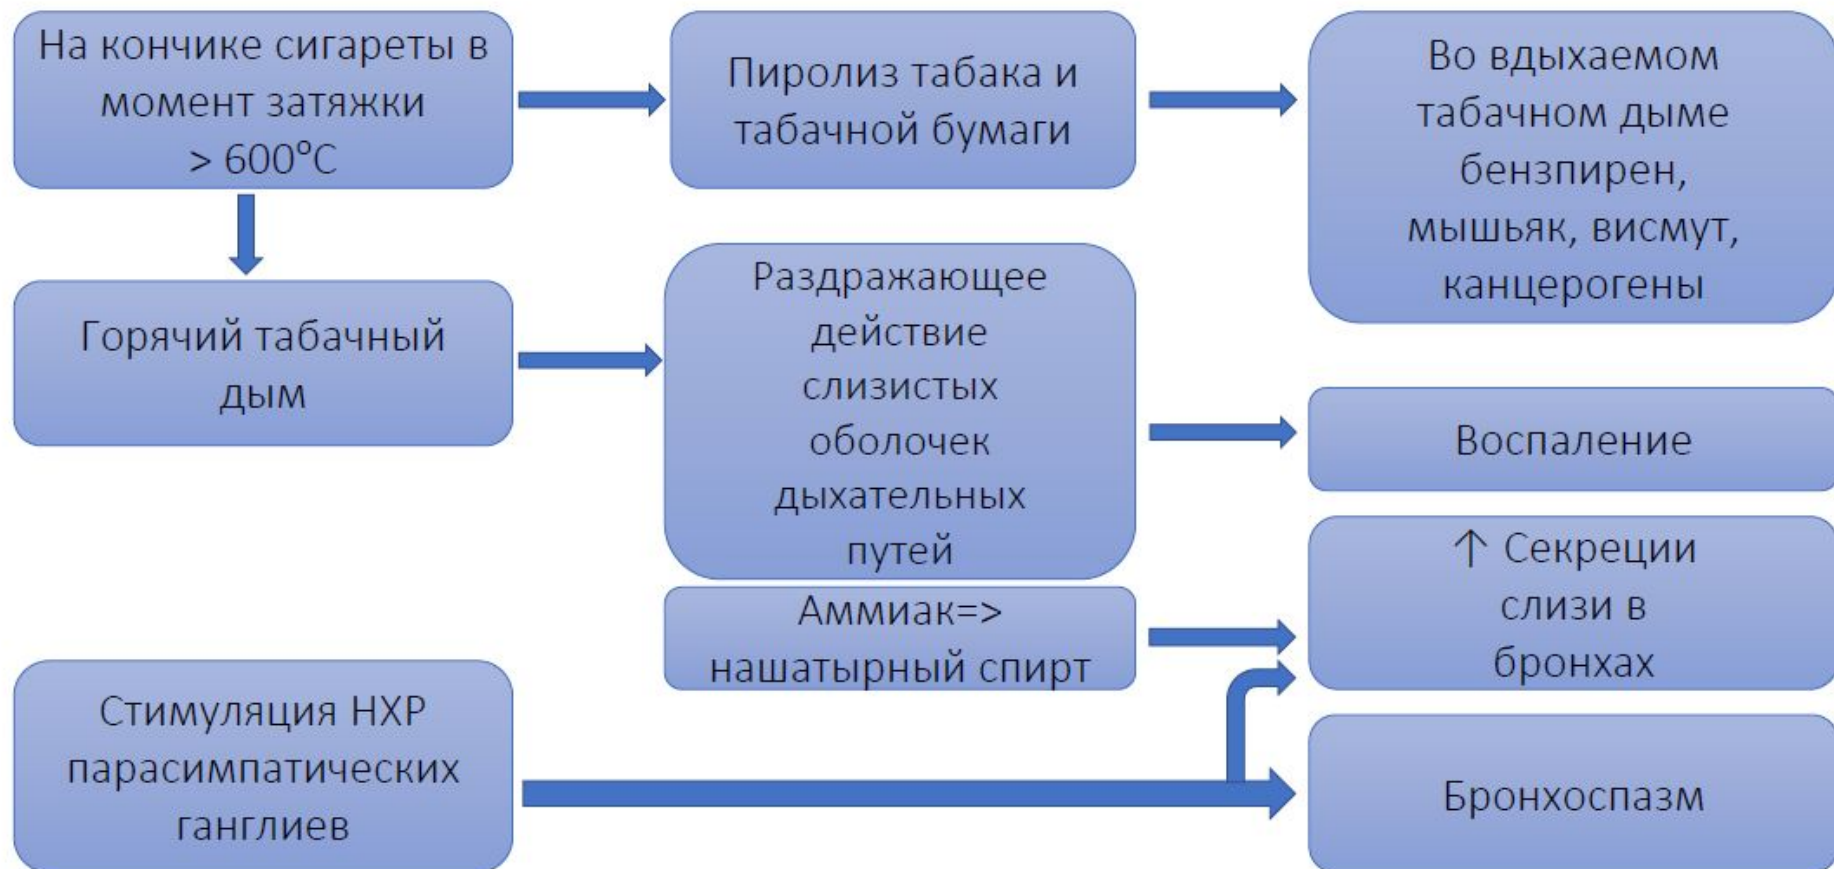 На кончике сигареты в
момент затяжки
> 600°С
Пиролиз табака и
табачной бумаги
Во вдыхаемом
табачном дыме
бензпирен,
мышьяк, висмут,
канцерогены
Горячий табачный
дым
Раздражающее
действие
слизистых
оболочек
дыхательных
путей
Воспаление
Аммиак=>
нашатырный спирт
↑ Секреции
слизи в
бронхах
Стимуляция НХР
парасимпатических
ганглиев
Бронхоспазм